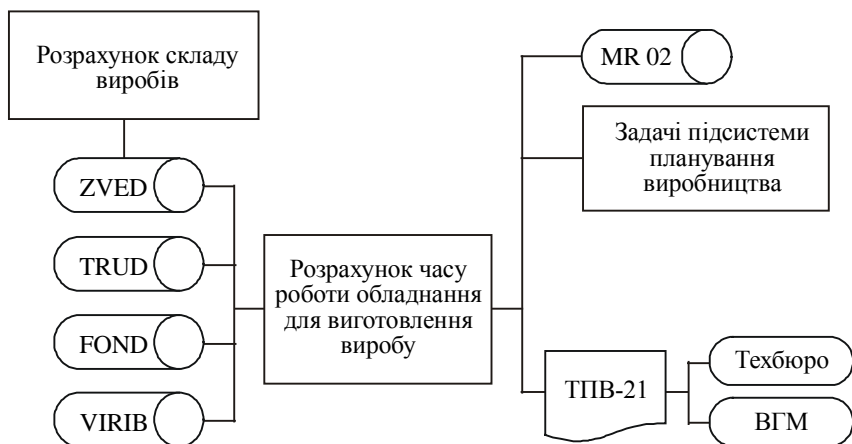 Розрахунок складу
виробів
ZVED
TRUD
FOND
VIRIB
Розрахунок часу
роботи обладнання
для виготовлення
виробу
MR 02
Задачі підсистеми
планування
виробництва
ТПВ-21
Техбюро
ВГМ